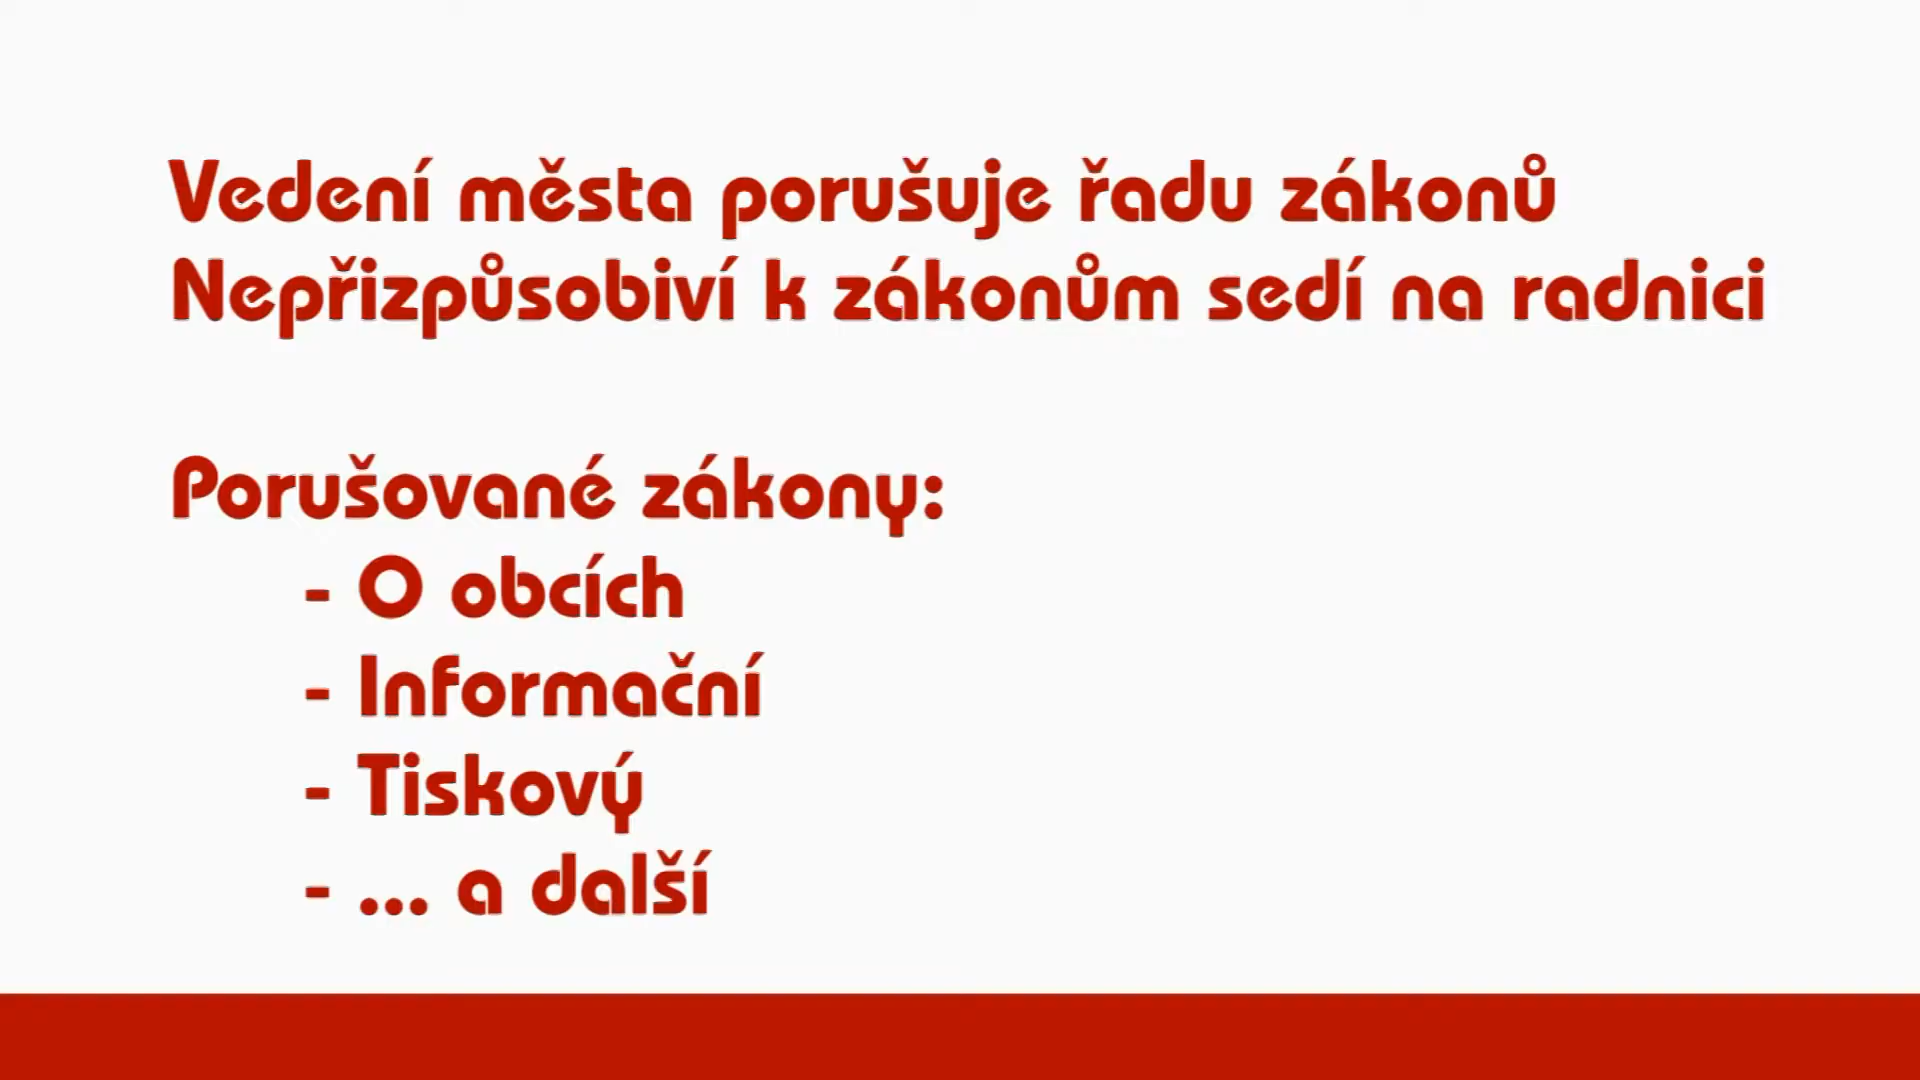 Vedení města porušuje řadu zákonů
Nepřizpůsobiví k zákonům sedí na radnici
Porušované zákony:
- O obcích
- Informační
- Tiskový
- ... a další